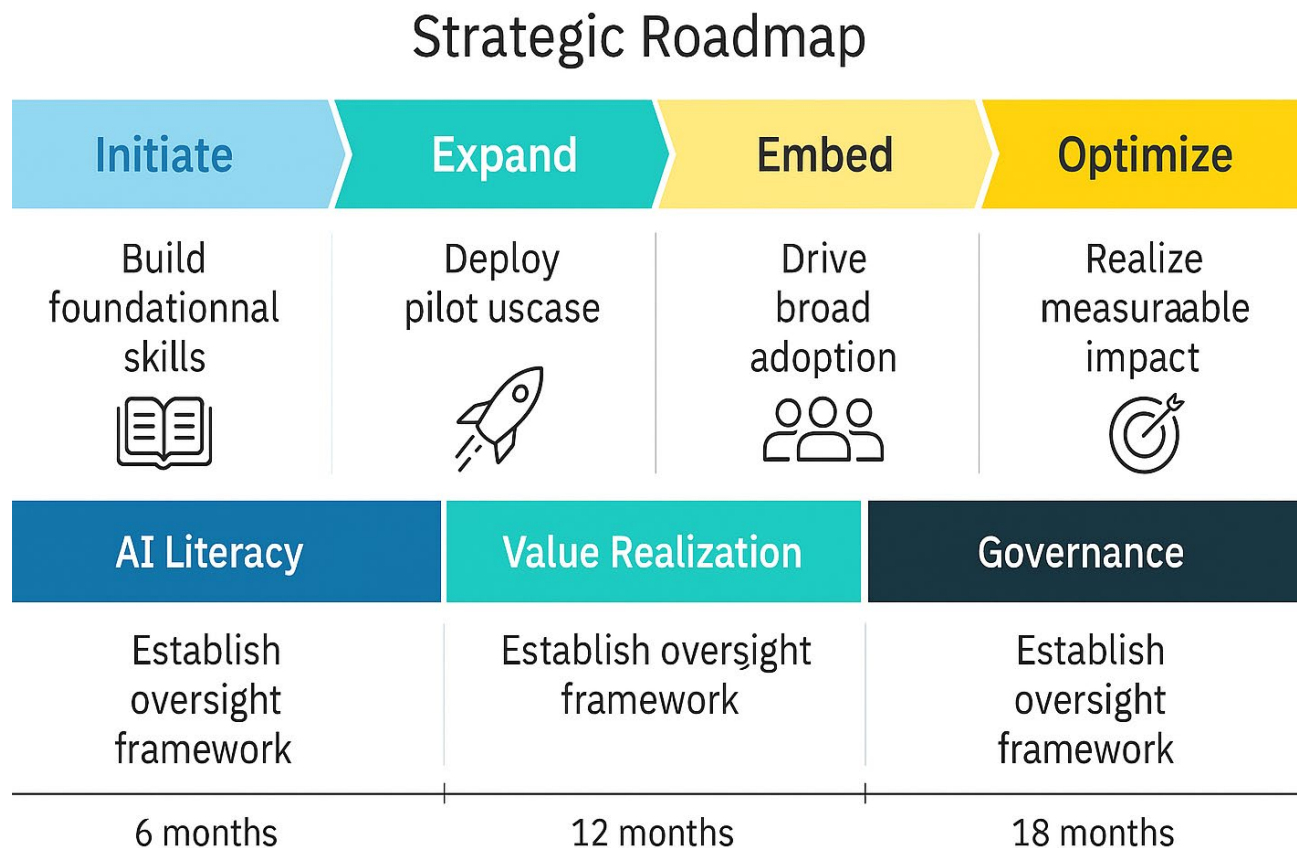 Strategic Roadmap
Initiate
Expand
Embed
Optimize
Build
foundationnal
skills
Deploy
pilot uscase
Drive
broad
adoption
Realize
measuraable
impact
AI Literacy
Value Realization
Governance
Establish
oversight
framework
Establish oversight
framework
Establish
oversight
framework
6 months
12 months
18 months